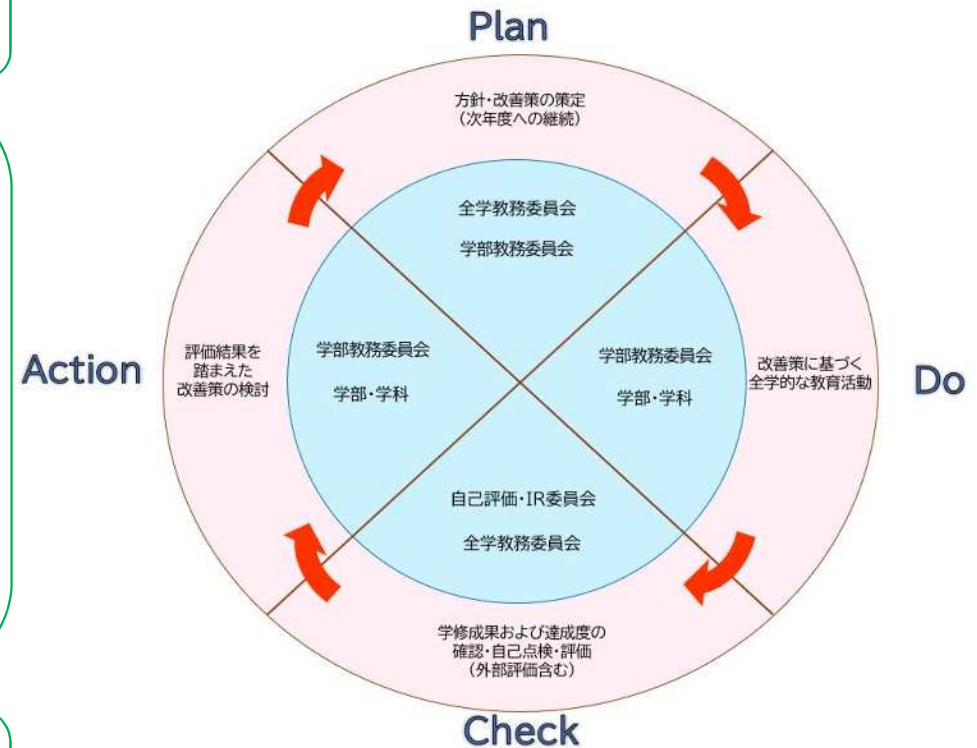 Plan
方針・改善策の策定
(次年度への継続)
全学教務委員会
学部教務委員会
Action
評価結果を
踏まえた
改善策の検討
学部教務委員会
学部・学科
学部教務委員会
学部・学科
改善策に基づく
全学的な教育活動
Do
自己評価・IR委員会
全学教務委員会
学修成果および達成度の
確認・自己点検・評価
(外部評価含む)
Check